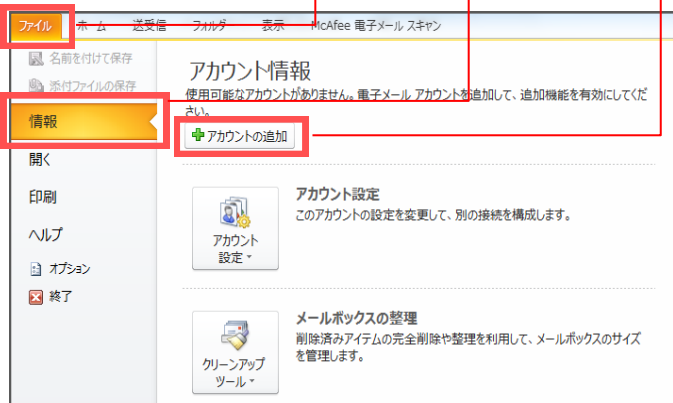 ファイル ホーム 送受信 フォルダ 表示 McAfee 電子メール スキャン
名前を付けて保存
添付ファイルの保存
情報
開く
印刷
ヘルプ
オプション
終了
アカウント情報
使用可能なアカウントがありません。電子メール アカウントを追加して、追加機能を有効にしてくだ
さい。
アカウントの追加
アカウント
設定
アカウント設定
このアカウントの設定を変更して、別の接続を構成します。
クリーンアップ
ツール
メールボックスの整理
削除済みアイテムの完全削除や整理を利用して、メールボックスのサイズ
を管理します。